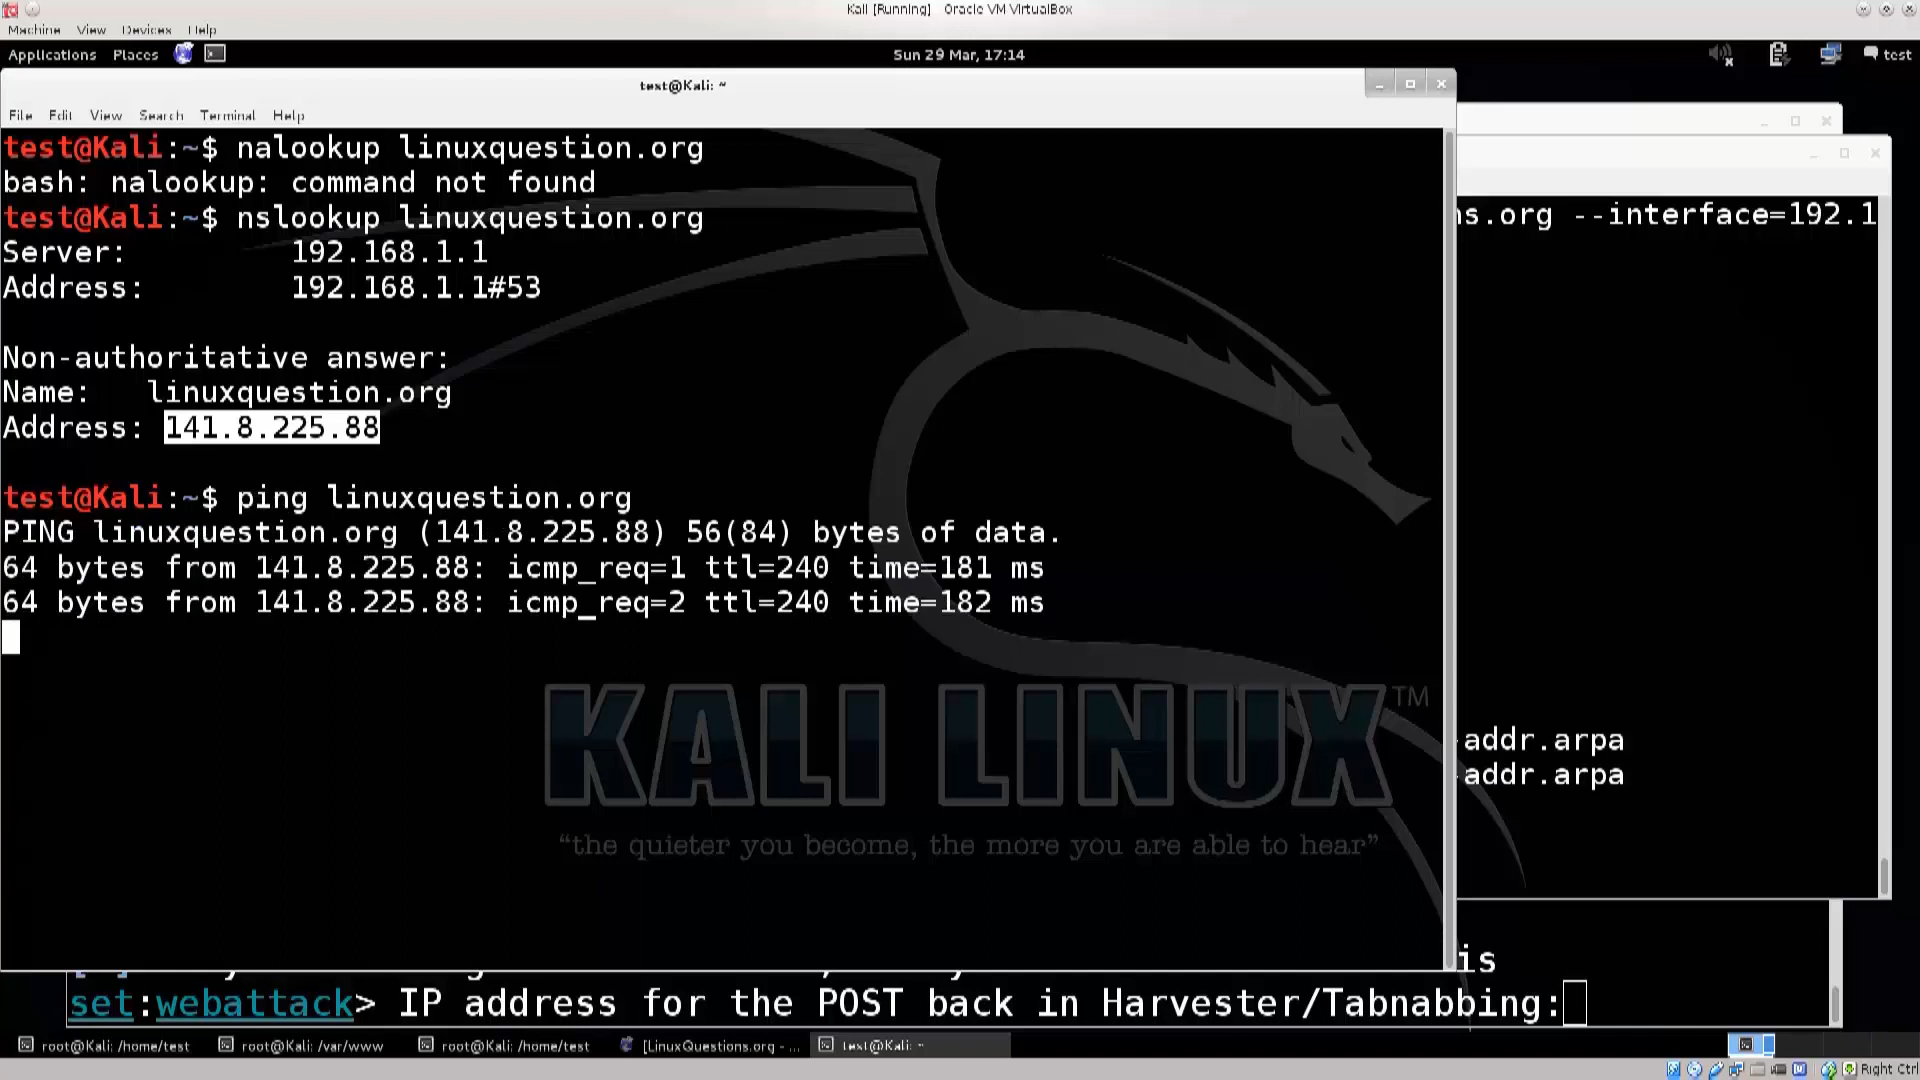 Kali [Running] - Oracle VM VirtualBox
Machine View Devices Help
Applications Places Sun 29 Mar, 17:14 test
test@Kali: ~
File Edit View Search Terminal Help
test@Kali:~$ nalookup linuxquestion.org
bash: nalookup: command not found
test@Kali:~$ nslookup linuxquestion.org
Server: 192.168.1.1
Address: 192.168.1.1#53
Non-authoritative answer:
Name: linuxquestion.org
Address: 141.8.225.88
test@Kali:~$ ping linuxquestion.org
PING linuxquestion.org (141.8.225.88) 56(84) bytes of data.
64 bytes from 141.8.225.88: icmp_req=1 ttl=240 time=181 ms
64 bytes from 141.8.225.88: icmp_req=2 ttl=240 time=182 ms
ns.org --interface=192.1
-addr.arpa
-addr.arpa
KALI LINUX™
“the quieter you become, the more you are able to hear”
is
set:webattack> IP address for the POST back in Harvester/Tabnabbing:
root@Kali: /home/test
root@Kali: /var/www
root@Kali: /home/test
[LinuxQuestions.org - ...
test@Kali: ~
Right Ctrl